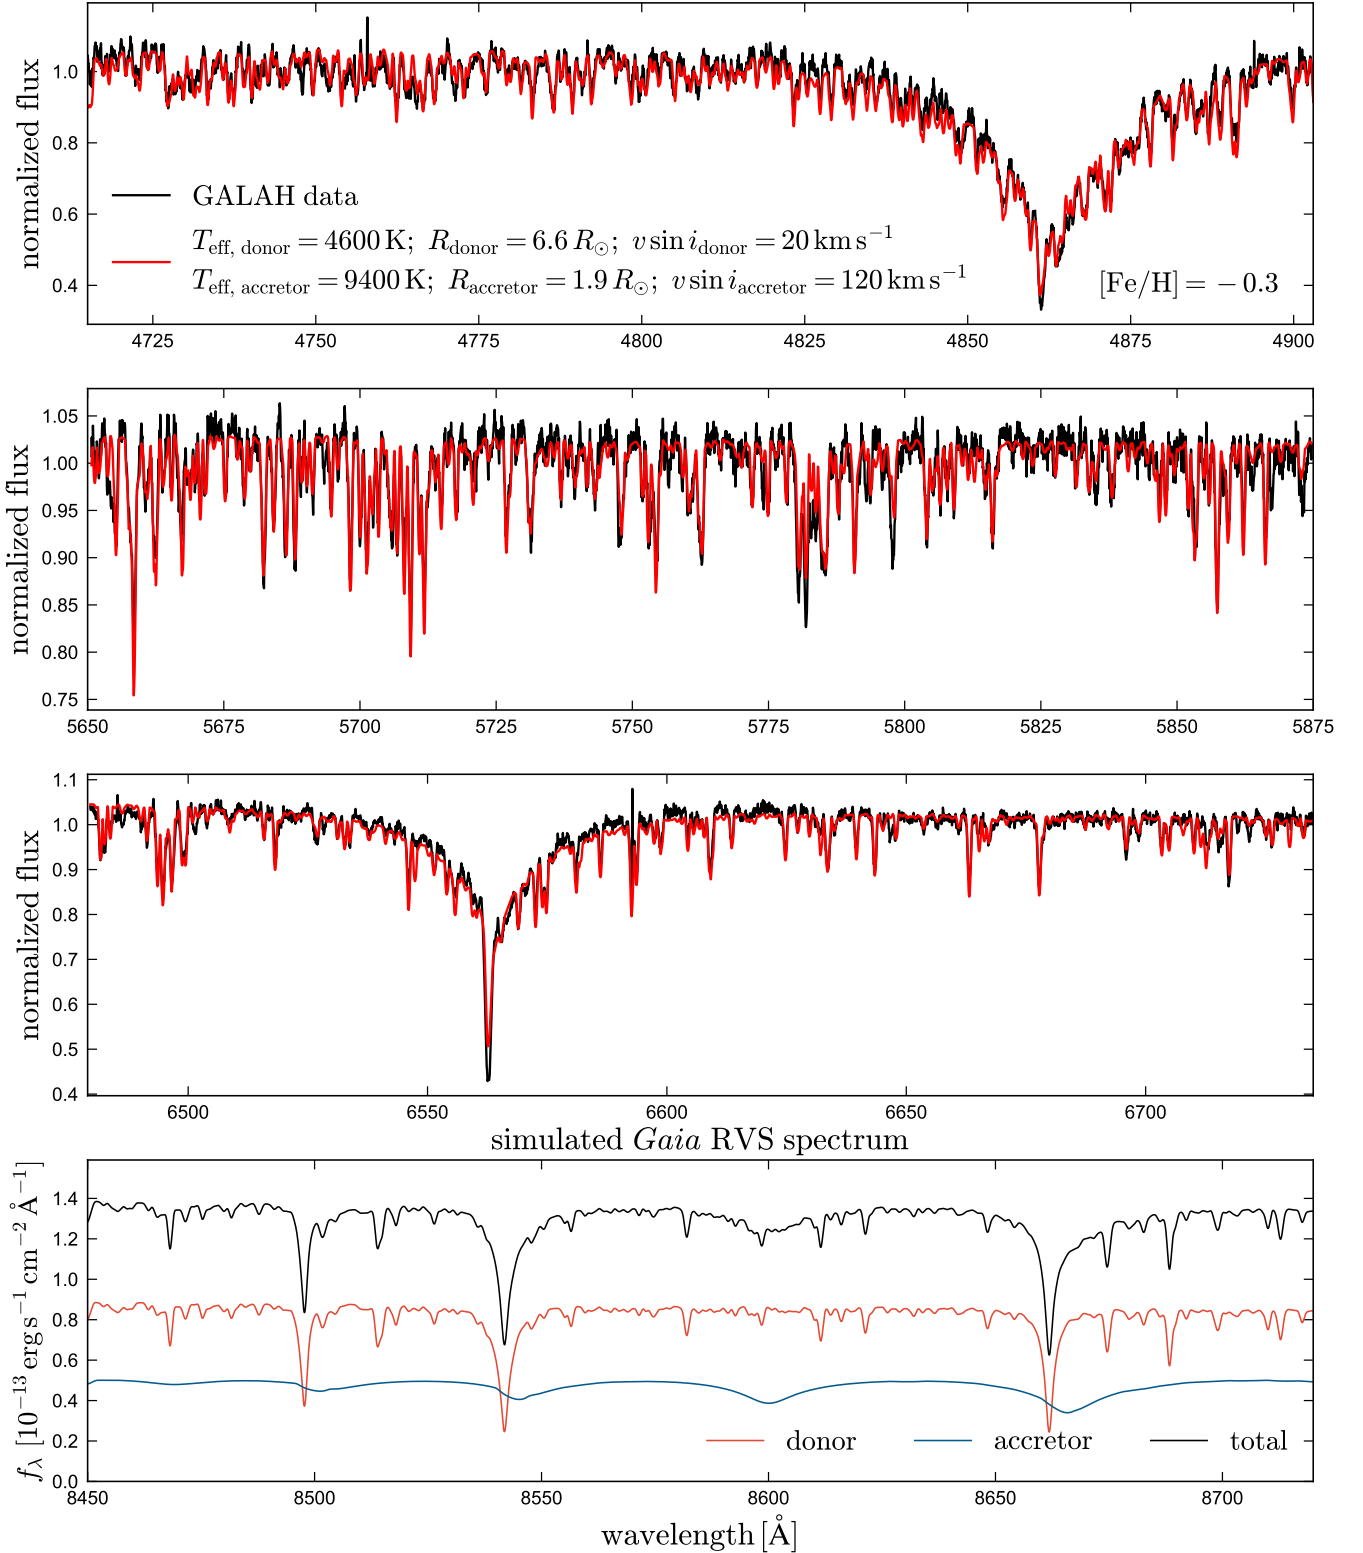 normalized flux
1.0
0.8
0.6
0.4
GALAH data
T_eff, donor = 4600 K; R_donor = 6.6 R_⊙; v sin i_donor = 20 km s⁻¹
T_eff, accretor = 9400 K; R_accretor = 1.9 R_⊙; v sin i_accretor = 120 km s⁻¹
[Fe/H] = −0.3
4725 4750 4775 4800 4825 4850 4875 4900
normalized flux
1.05
1.00
0.95
0.90
0.85
0.80
0.75
5650 5675 5700 5725 5750 5775 5800 5825 5850 5875
normalized flux
1.1
1.0
0.9
0.8
0.7
0.6
0.5
0.4
6500 6550 6600 6650 6700
simulated Gaia RVS spectrum
f_λ [10⁻¹³ erg s⁻¹ cm⁻² Å⁻¹]
1.4
1.2
1.0
0.8
0.6
0.4
0.2
0.0
donor accretor total
8450 8500 8550 8600 8650 8700
wavelength [Å]